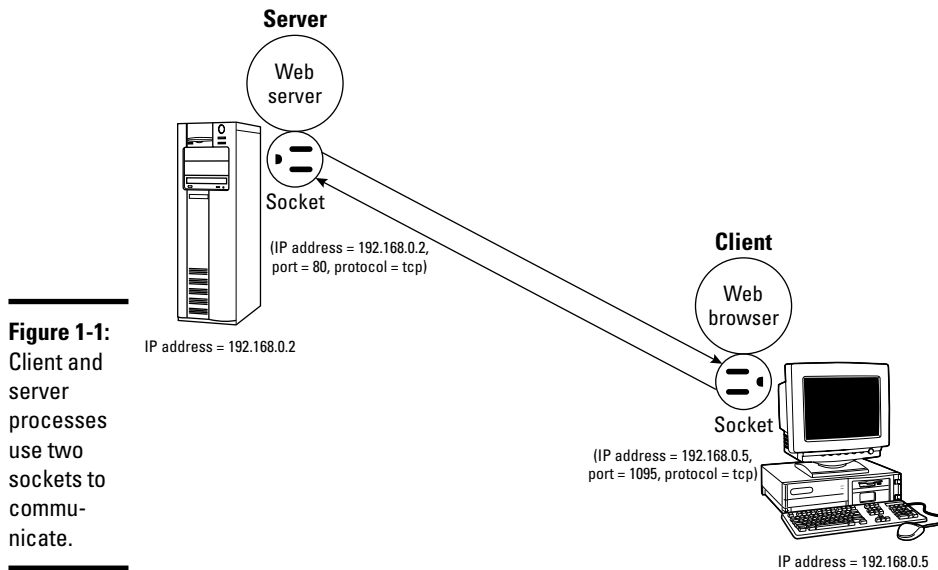 Server
Web
server
Socket
(IP address = 192.168.0.2,
port = 80, protocol = tcp)
IP address = 192.168.0.2
Client
Web
browser
Socket
(IP address = 192.168.0.5,
port = 1095, protocol = tcp)
IP address = 192.168.0.5
Figure 1-1:
Client and
server
processes
use two
sockets to
commu-
nicate.